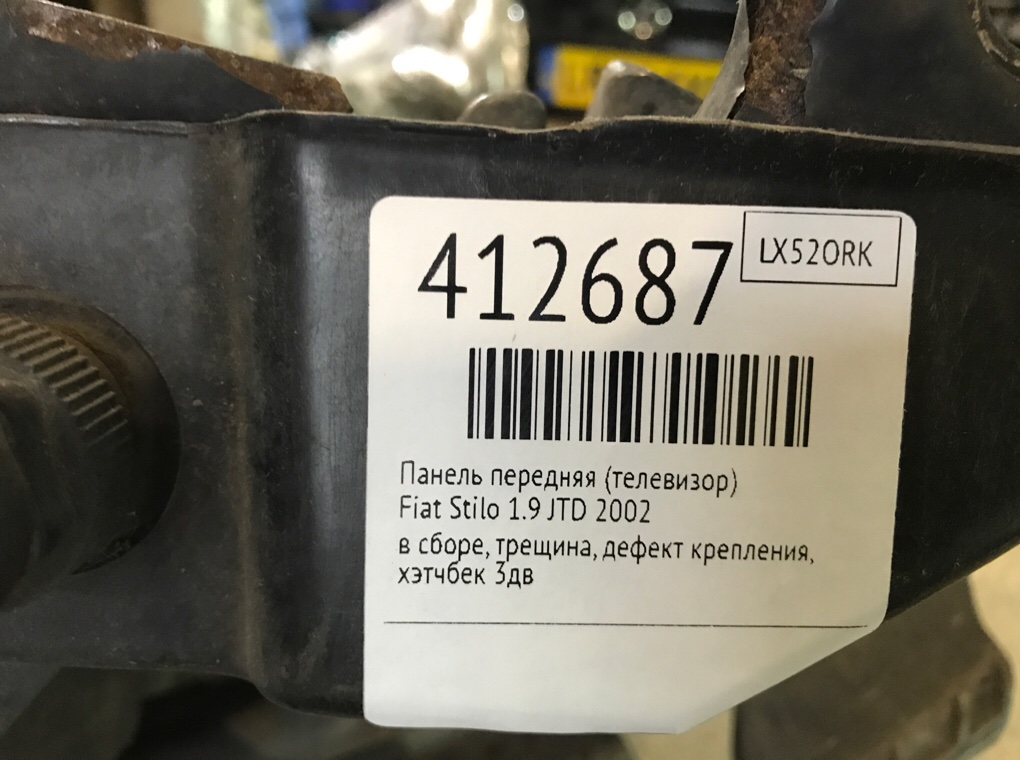 412687
LX52ORK
Панель передняя (телевизор)
Fiat Stilo 1.9 JTD 2002
в сборе, трещина, дефект крепления,
хэтчбек 3дв